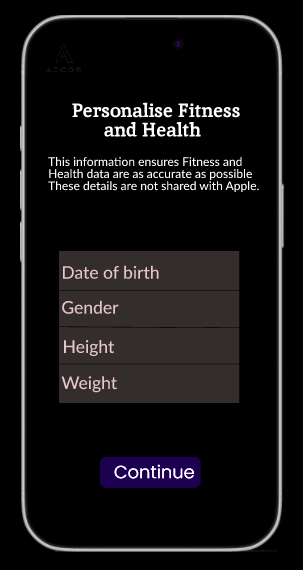 Personalise Fitness
and Health
This information ensures Fitness and
Health data are as accurate as possible
These details are not shared with Apple.
Date of birth
Gender
Height
Weight
Continue